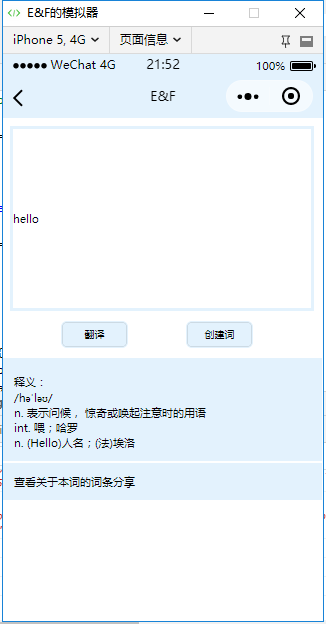 E&F的模拟器
iPhone 5, 4G 页面信息
WeChat 4G 21:52 100%
E&F
hello
翻译 创建词
释义：
/həˈləʊ/
n. 表示问候， 惊奇或唤起注意时的用语
int. 喂；哈罗
n. (Hello)人名；(法)埃洛
查看关于本词的词条分享